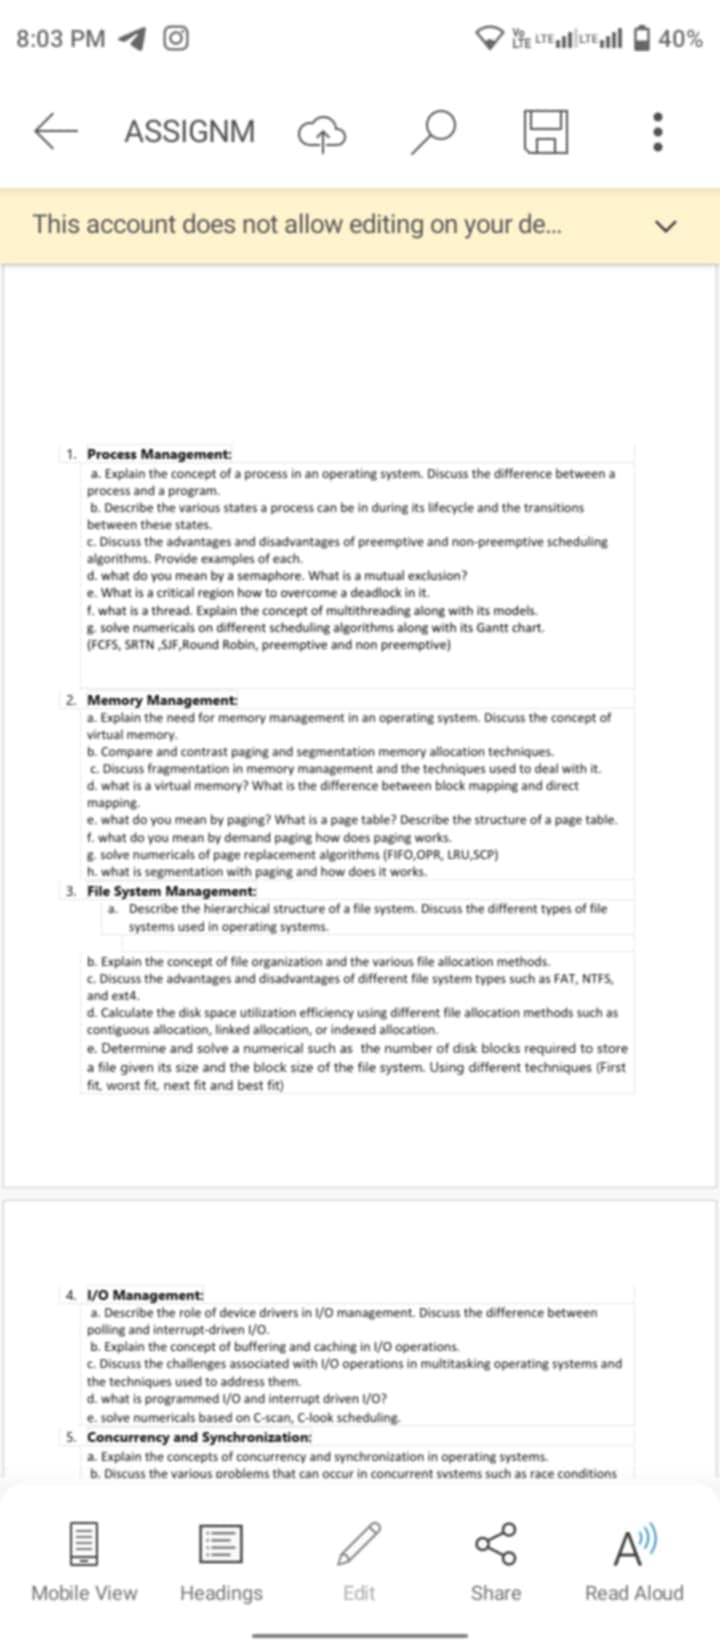 8:03 PM VoLTE LTE LTE 40%
ASSIGNM
This account does not allow editing on your de...
1. Process Management:
a. Explain the concept of a process in an operating system. Discuss the difference between a
process and a program.
b. Describe the various states a process can be in during its lifecycle and the transitions
between these states.
c. Discuss the advantages and disadvantages of preemptive and non-preemptive scheduling
algorithms. Provide examples of each.
d. what do you mean by a semaphore. What is a mutual exclusion?
e. What is a critical region how to overcome a deadlock in it.
f. what is a thread. Explain the concept of multithreading along with its models.
g. solve numericals on different scheduling algorithms along with its Gantt chart.
(FCFS, SRTN ,SJF,Round Robin, preemptive and non preemptive)
2. Memory Management:
a. Explain the need for memory management in an operating system. Discuss the concept of
virtual memory.
b. Compare and contrast paging and segmentation memory allocation techniques.
c. Discuss fragmentation in memory management and the techniques used to deal with it.
d. what is a virtual memory? What is the difference between block mapping and direct
mapping.
e. what do you mean by paging? What is a page table? Describe the structure of a page table.
f. what do you mean by demand paging how does paging works.
g. solve numericals of page replacement algorithms (FIFO,OPR, LRU,SCP)
h. what is segmentation with paging and how does it works.
3. File System Management:
a. Describe the hierarchical structure of a file system. Discuss the different types of file
systems used in operating systems.
b. Explain the concept of file organization and the various file allocation methods.
c. Discuss the advantages and disadvantages of different file system types such as FAT, NTFS,
and ext4.
d. Calculate the disk space utilization efficiency using different file allocation methods such as
contiguous allocation, linked allocation, or indexed allocation.
e. Determine and solve a numerical such as the number of disk blocks required to store
a file given its size and the block size of the file system. Using different techniques (First
fit, worst fit, next fit and best fit)
4. I/O Management:
a. Describe the role of device drivers in I/O management. Discuss the difference between
polling and interrupt-driven I/O.
b. Explain the concept of buffering and caching in I/O operations.
c. Discuss the challenges associated with I/O operations in multitasking operating systems and
the techniques used to address them.
d. what is programmed I/O and interrupt driven I/O?
e. solve numericals based on C-scan, C-look scheduling.
5. Concurrency and Synchronization:
a. Explain the concepts of concurrency and synchronization in operating systems.
b. Discuss the various problems that can occur in concurrent systems such as race conditions
Mobile View Headings Edit Share Read Aloud